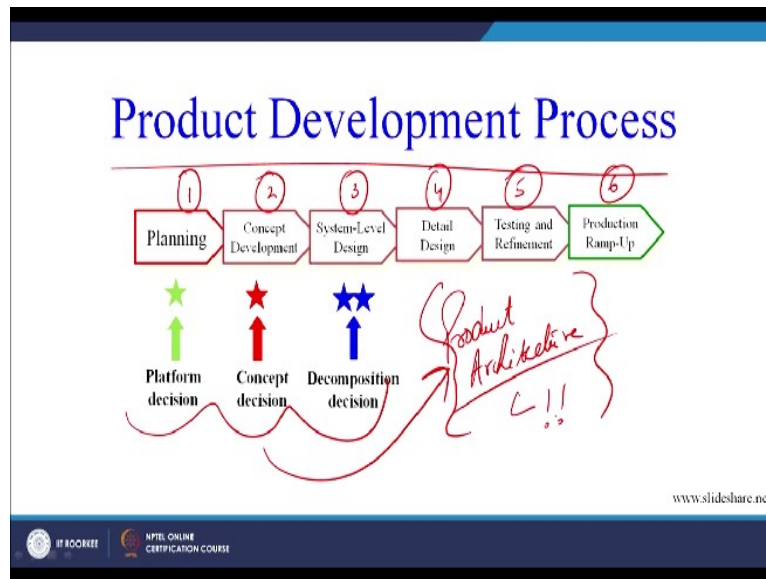 Product Development Process
1 2 3 4 5 6
Planning
Concept
Development
System-Level
Design
Detail
Design
Testing and
Refinement
Production
Ramp-Up
Platform
decision
Concept
decision
Decomposition
decision
Product
Architecture
www.slideshare.ne
IIT ROORKEE
NPTEL ONLINE
CERTIFICATION COURSE